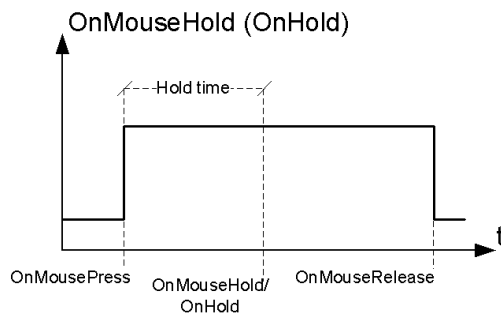 OnMouseHold (OnHold)
Hold time
t
OnMousePress
OnMouseHold/
OnHold
OnMouseRelease